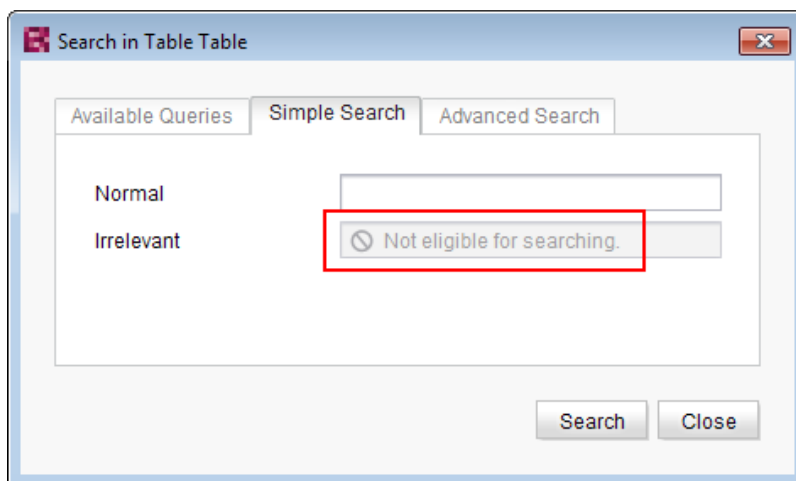 Search in Table Table
Available Queries Simple Search Advanced Search
Normal
Irrelevant Not eligible for searching.
Search Close